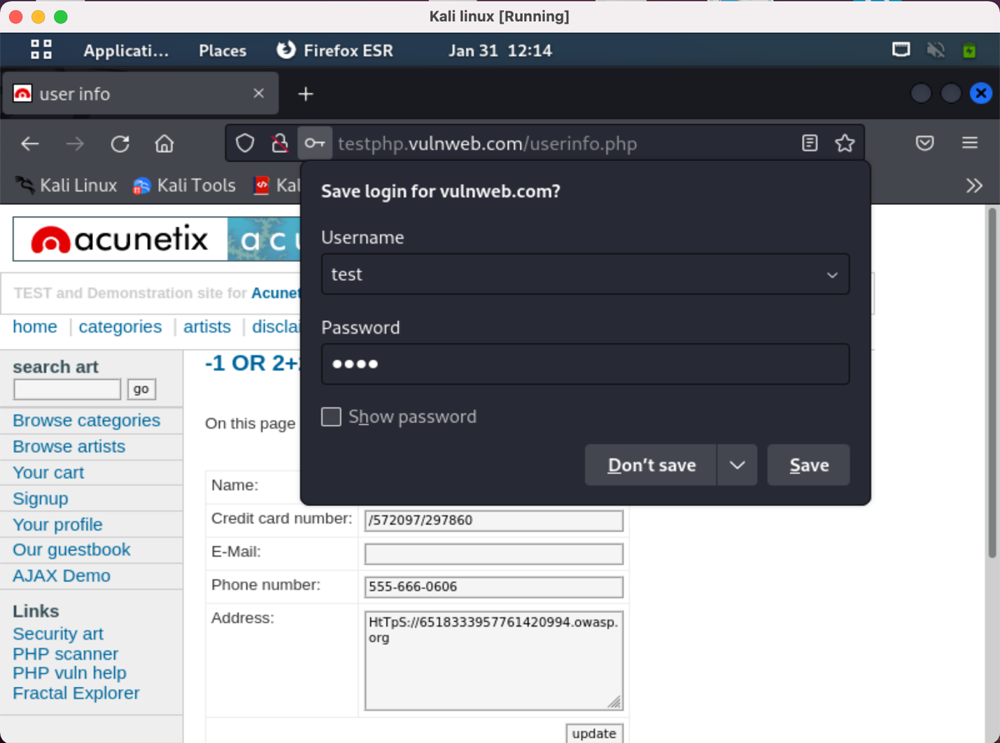 Kali linux [Running]
Applicati... Places Firefox ESR Jan 31 12:14
user info
testphp.vulnweb.com/userinfo.php
Kali Linux Kali Tools Kal
Save login for vulnweb.com?
Username
test
Password
••••
Show password
Don't save Save
acunetix acu
TEST and Demonstration site for Acunet
home categories artists disclai
search art
go
Browse categories
Browse artists
Your cart
Signup
Your profile
Our guestbook
AJAX Demo
Links
Security art
PHP scanner
PHP vuln help
Fractal Explorer
-1 OR 2+
On this page
Name:
Credit card number: /572097/297860
E-Mail:
Phone number: 555-666-0606
Address: HtTpS://6518333957761420994.owasp.
org
update